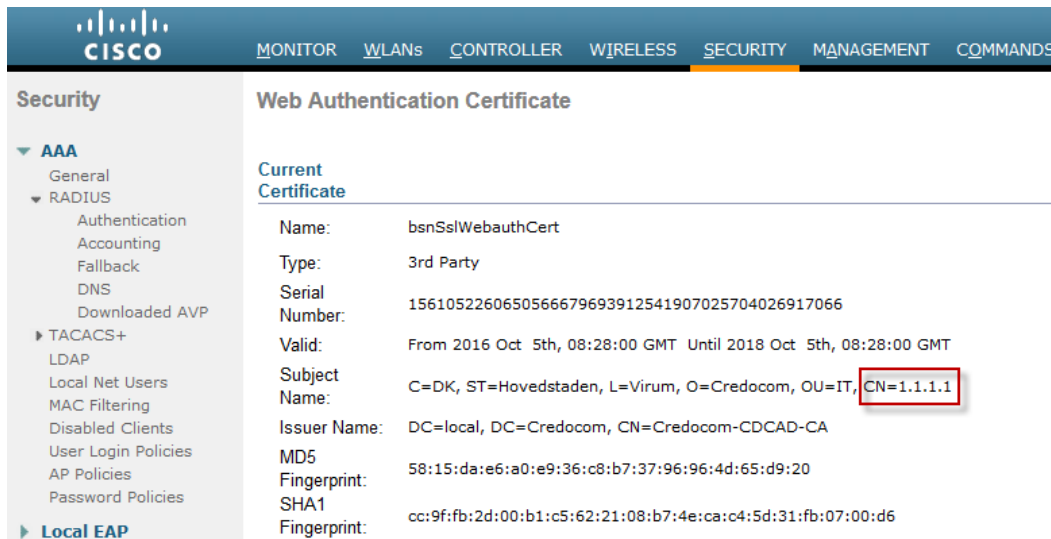 CISCO
MONITOR WLANs CONTROLLER WIRELESS SECURITY MANAGEMENT COMMANDS
Security
AAA
General
RADIUS
Authentication
Accounting
Fallback
DNS
Downloaded AVP
TACACS+
LDAP
Local Net Users
MAC Filtering
Disabled Clients
User Login Policies
AP Policies
Password Policies
Local EAP
Web Authentication Certificate
Current
Certificate
Name: bsnSslWebauthCert
Type: 3rd Party
Serial
Number: 156105226065056667969391254190702570402691​7066
Valid: From 2016 Oct 5th, 08:28:00 GMT Until 2018 Oct 5th, 08:28:00 GMT
Subject
Name: C=DK, ST=Hovedstaden, L=Virum, O=Credocom, OU=IT, CN=1.1.1.1
Issuer Name: DC=local, DC=Credocom, CN=Credocom-CDCAD-CA
MD5
Fingerprint: 58:15:da:e6:a0:e9:36:c8:b7:37:96:96:4d:65:d9:20
SHA1
Fingerprint: cc:9f:fb:2d:00:b1:c5:62:21:08:b7:4e:ca:c4:5d:31:fb:07:00:d6